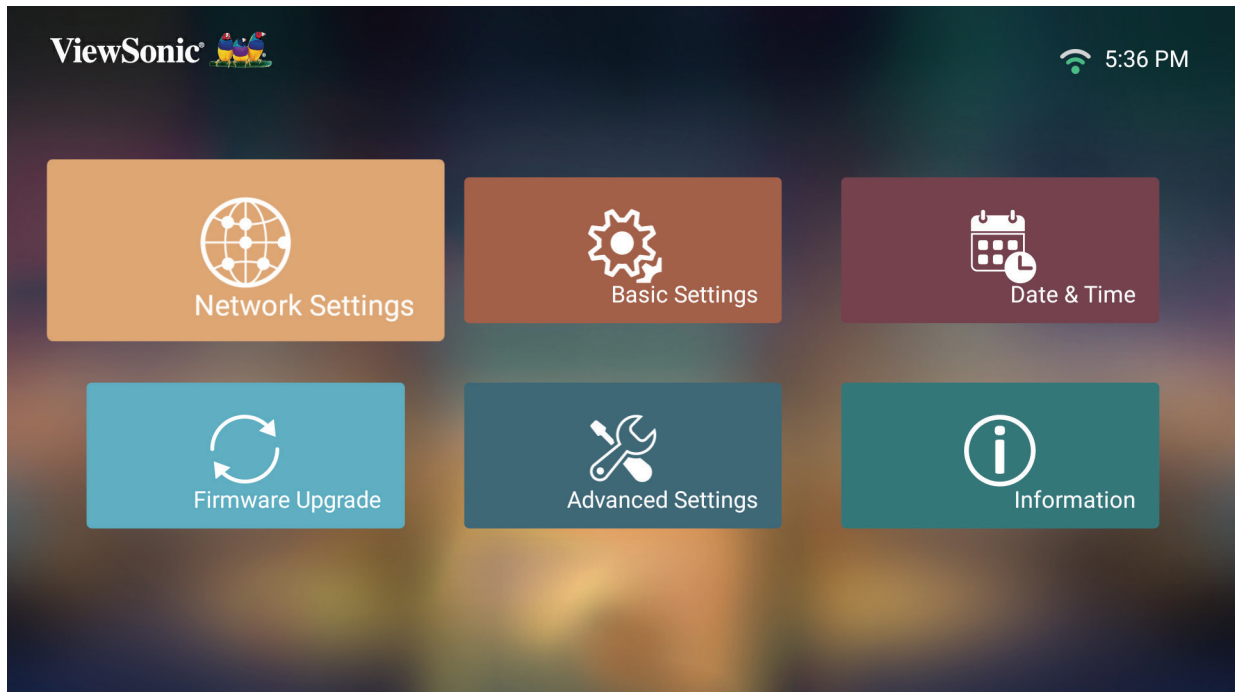 ViewSonic®
5:36 PM
Network Settings
Basic Settings
Date & Time
Firmware Upgrade
Advanced Settings
Information